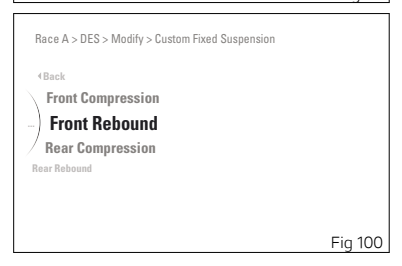 Race A > DES > Modify > Custom Fixed Suspension
Back
Front Compression
Front Rebound
Rear Compression
Rear Rebound
Fig 100